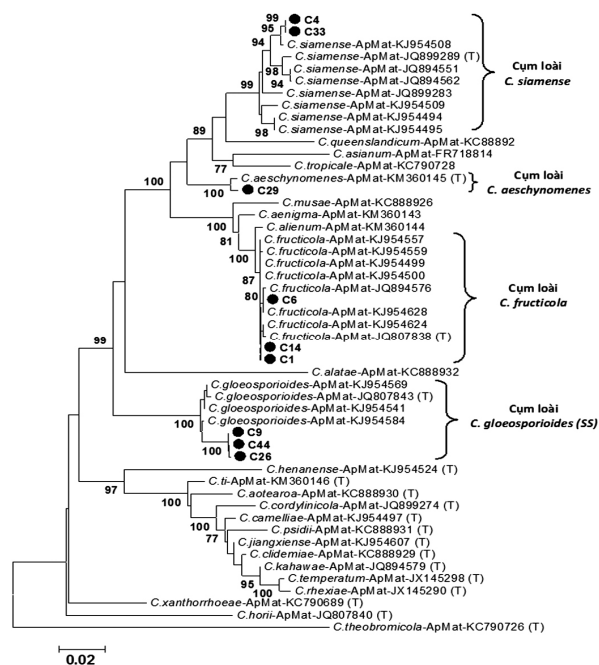 99
C4
95
C33
94
C.siamense-ApMat-KJ954508
C.siamense-ApMat-JQ899289 (T)
98
C.siamense-ApMat-JQ894551
94
C.siamense-ApMat-JQ894562
99
C.siamense-ApMat-JQ899283
C.siamense-ApMat-KJ954509
C.siamense-ApMat-KJ954494
98
C.siamense-ApMat-KJ954495
Cụm loài
C. siamense
89
C.queenslandicum-ApMat-KC88892
C.asianum-ApMat-FR718814
77
C.tropicale-ApMat-KC790728
C.aeschynomenes-ApMat-KM360145 (T)
100
100
C29
Cụm loài
C. aeschynomenes
C.musae-ApMat-KC888926
100
C.aenigma-ApMat-KM360143
81
C.alienum-ApMat-KM360144
100
C.fructicola-ApMat-KJ954557
C.fructicola-ApMat-KJ954559
C.fructicola-ApMat-KJ954499
87
C.fructicola-ApMat-KJ954500
C.fructicola-ApMat-JQ894576
80
C6
C.fructicola-ApMat-KJ954628
C.fructicola-ApMat-KJ954624
C.fructicola-ApMat-JQ807838 (T)
C14
C1
Cụm loài
C. fructicola
99
C.alatae-ApMat-KC888932
C.gloeosporioides-ApMat-KJ954569
C.gloeosporioides-ApMat-JQ807843 (T)
C.gloeosporioides-ApMat-KJ954541
C.gloeosporioides-ApMat-KJ954584
100
C9
100
C44
C26
Cụm loài
C. gloeosporioides (SS)
C.henanense-ApMat-KJ954524 (T)
97
C.ti-ApMat-KM360146 (T)
100
C.aotearoa-ApMat-KC888930 (T)
C.cordylinicola-ApMat-JQ899274 (T)
100
C.camelliae-ApMat-KJ954497 (T)
77
C.psidii-ApMat-KC888931 (T)
C.jiangxiense-ApMat-KJ954607 (T)
C.clidemiae-ApMat-KC888929 (T)
C.kahawae-ApMat-JQ894579 (T)
95
C.temperatum-ApMat-JX145298 (T)
100
C.rhexiae-ApMat-JX145290 (T)
C.xanthorrhoeae-ApMat-KC790689 (T)
C.horii-ApMat-JQ807840 (T)
C.theobromicola-ApMat-KC790726 (T)
0.02